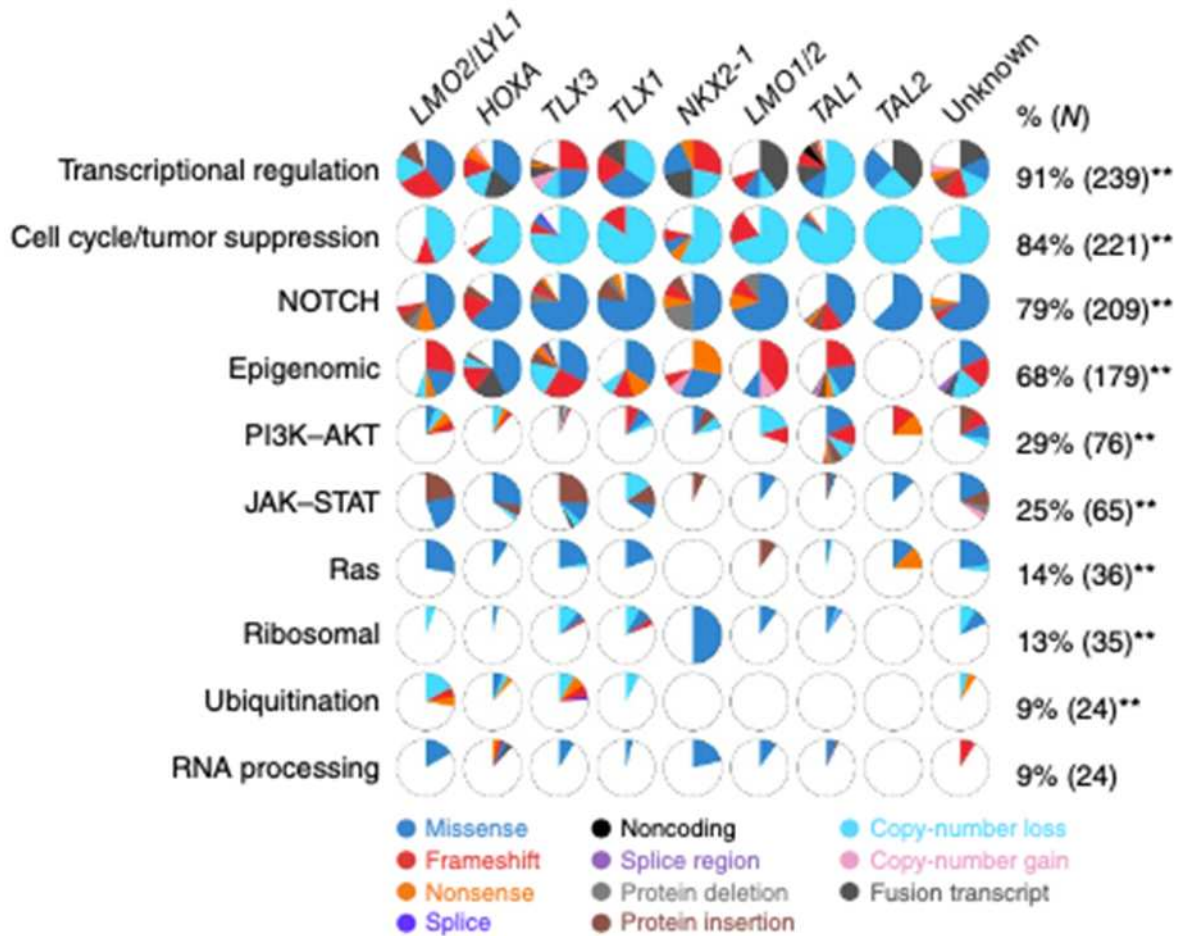 LMO2/LYL1 HOXA TLX3 TLX1 NKX2-1 LMO1/2 TAL1 TAL2 Unknown % (N)
Transcriptional regulation 91% (239)**
Cell cycle/tumor suppression 84% (221)**
NOTCH 79% (209)**
Epigenomic 68% (179)**
PI3K–AKT 29% (76)**
JAK–STAT 25% (65)**
Ras 14% (36)**
Ribosomal 13% (35)**
Ubiquitination 9% (24)**
RNA processing 9% (24)
Missense Noncoding Copy-number loss
Frameshift Splice region Copy-number gain
Nonsense Protein deletion Fusion transcript
Splice Protein insertion